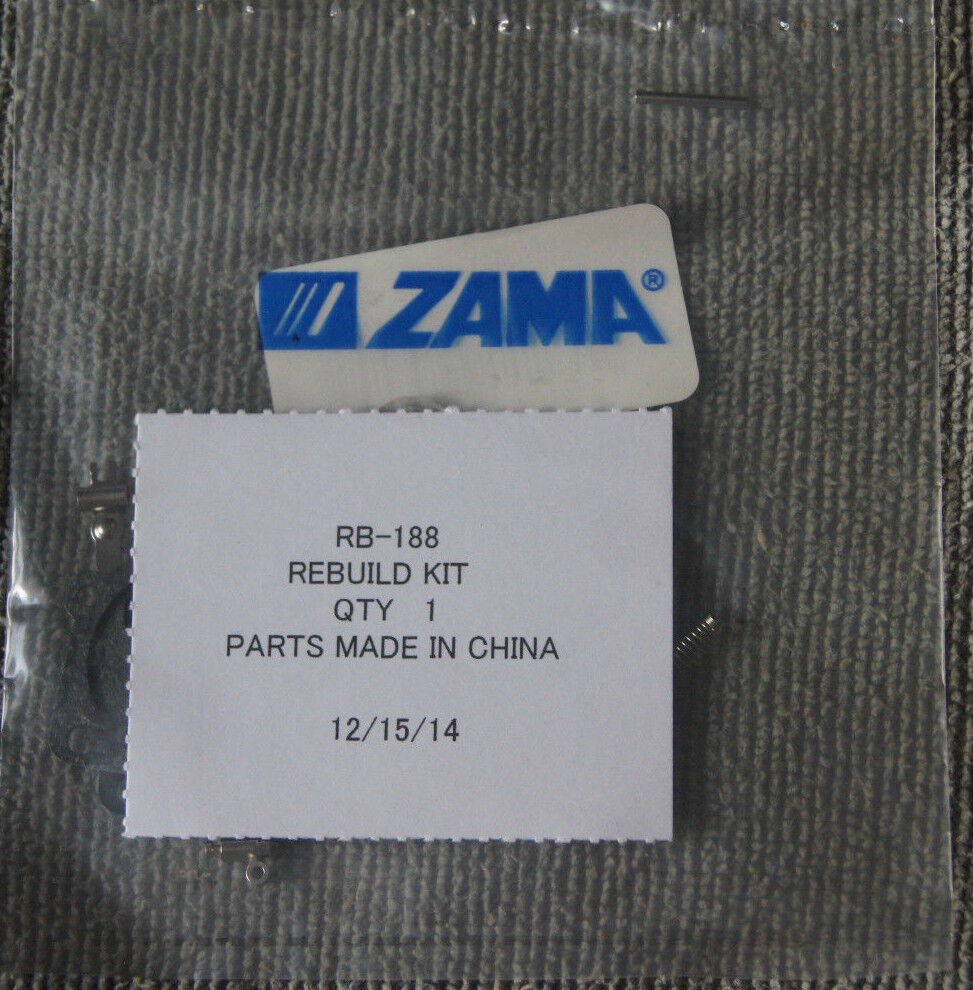 ZAMA®
RB-188
REBUILD KIT
QTY 1
PARTS MADE IN CHINA
12/15/14